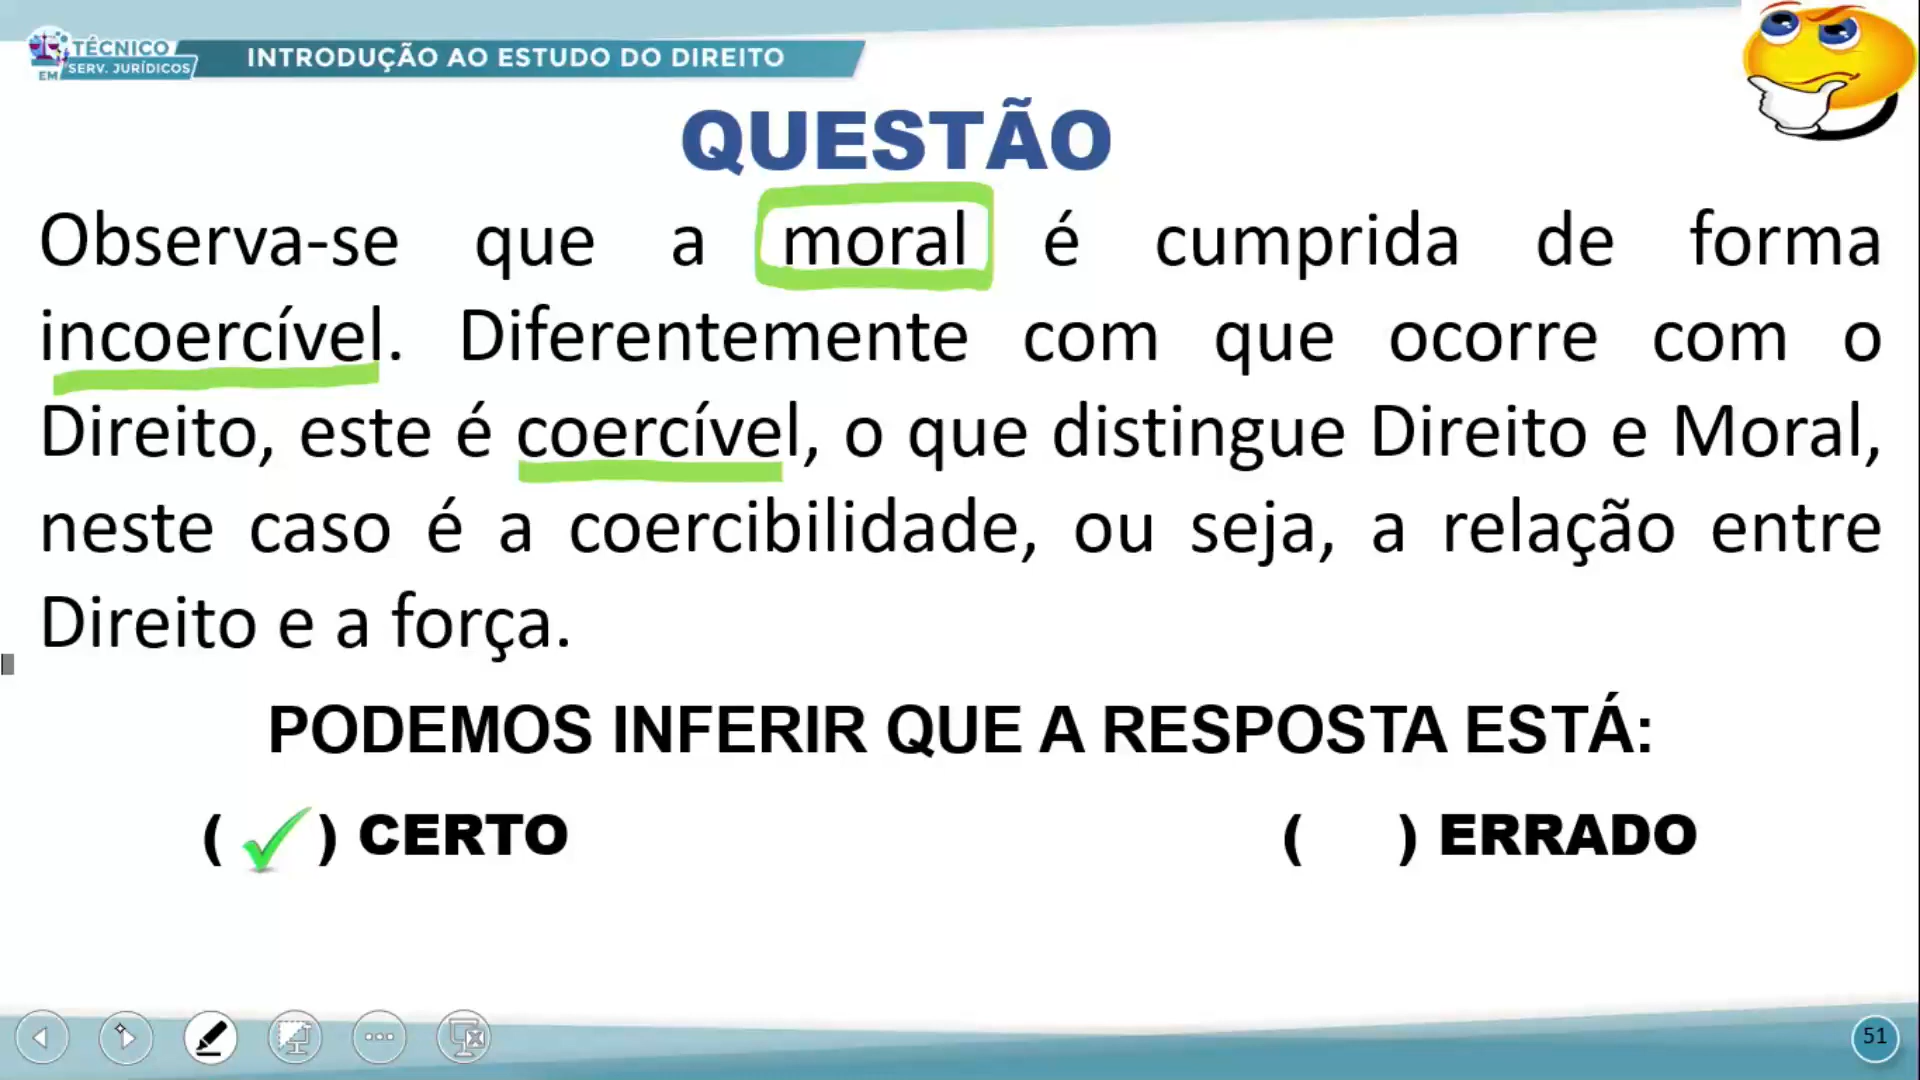 TÉCNICO
EM SERV. JURÍDICOS
INTRODUÇÃO AO ESTUDO DO DIREITO
QUESTÃO
Observa-se que a moral é cumprida de forma
incoercível. Diferentemente com que ocorre com o
Direito, este é coercível, o que distingue Direito e Moral,
neste caso é a coercibilidade, ou seja, a relação entre
Direito e a força.
PODEMOS INFERIR QUE A RESPOSTA ESTÁ:
( ✓ ) CERTO
( ) ERRADO
51